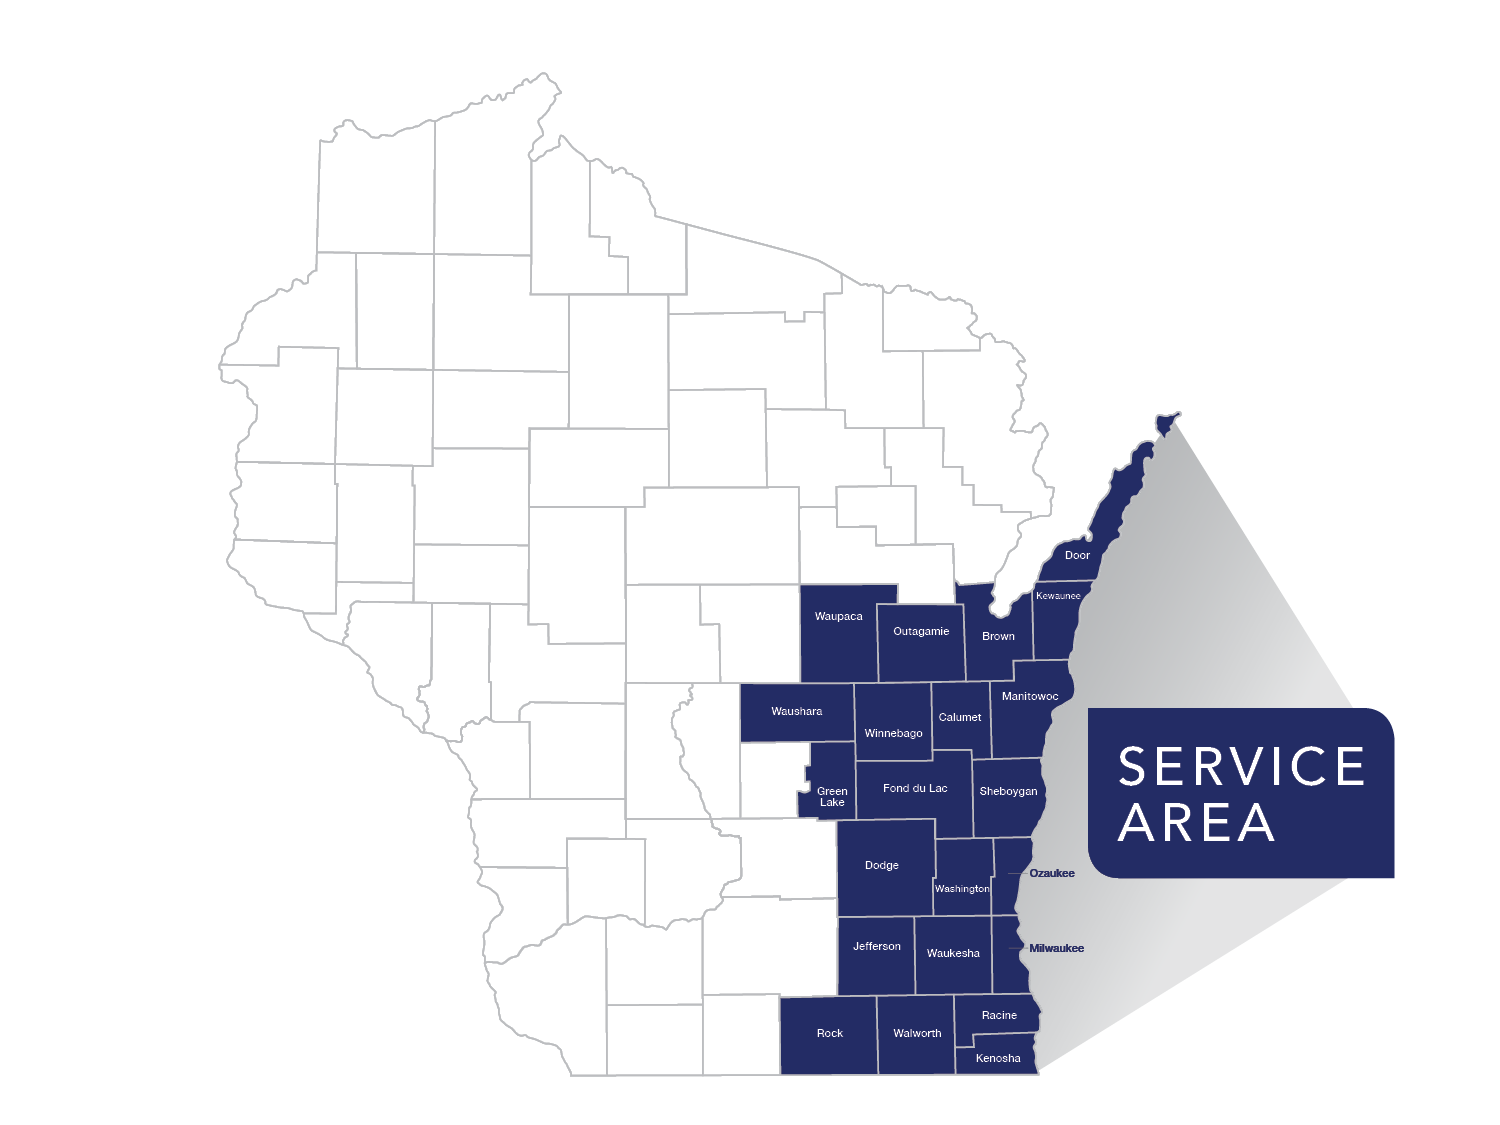 Door
Kewaunee
Waupaca
Outagamie
Brown
Manitowoc
Waushara
Calumet
Winnebago
SERVICE
AREA
Green
Lake
Fond du Lac
Sheboygan
Dodge
Ozaukee
Washington
Jefferson
Waukesha
Milwaukee
Racine
Rock
Walworth
Kenosha